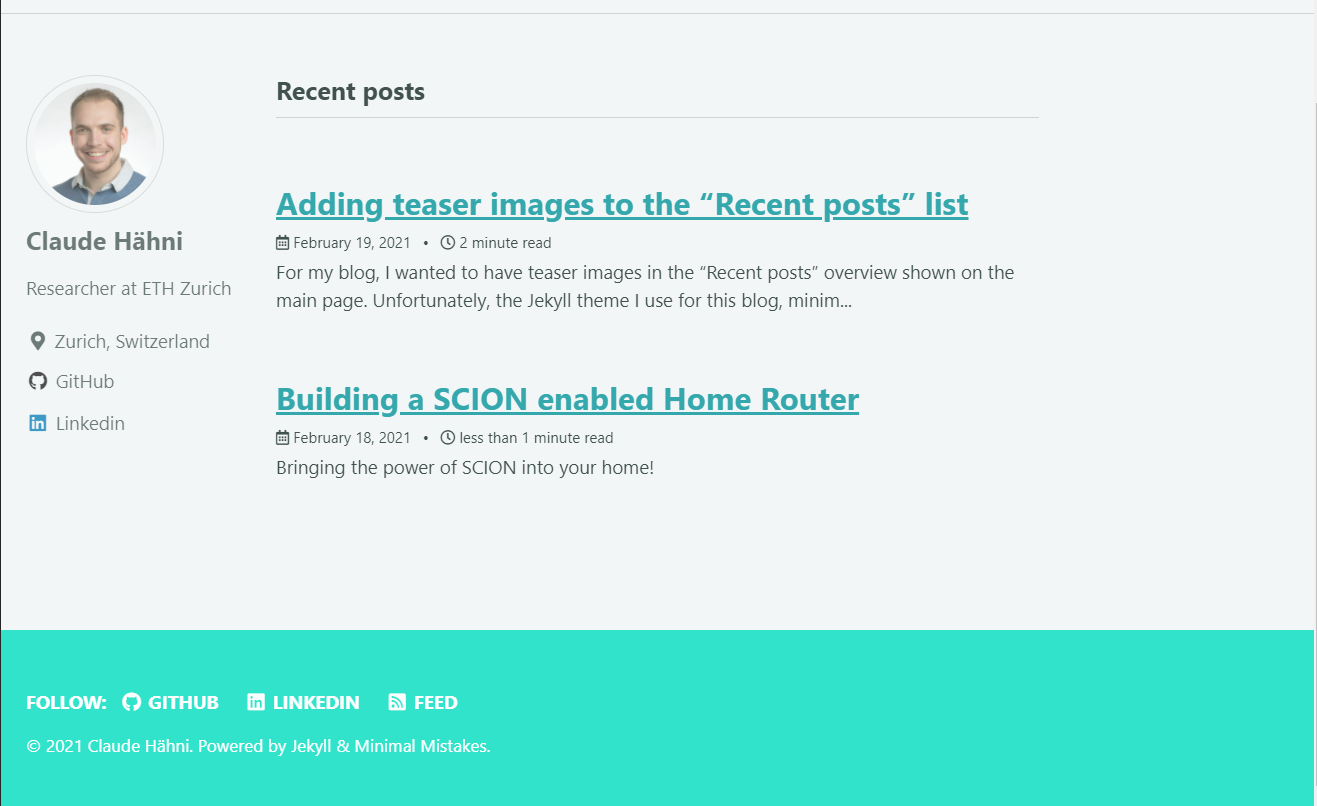 Claude Hähni
Researcher at ETH Zurich
Zurich, Switzerland
GitHub
Linkedin
Recent posts
Adding teaser images to the “Recent posts” list
February 19, 2021 • 2 minute read
For my blog, I wanted to have teaser images in the “Recent posts” overview shown on the
main page. Unfortunately, the Jekyll theme I use for this blog, minim...
Building a SCION enabled Home Router
February 18, 2021 • less than 1 minute read
Bringing the power of SCION into your home!
FOLLOW: GITHUB LINKEDIN FEED
© 2021 Claude Hähni. Powered by Jekyll & Minimal Mistakes.